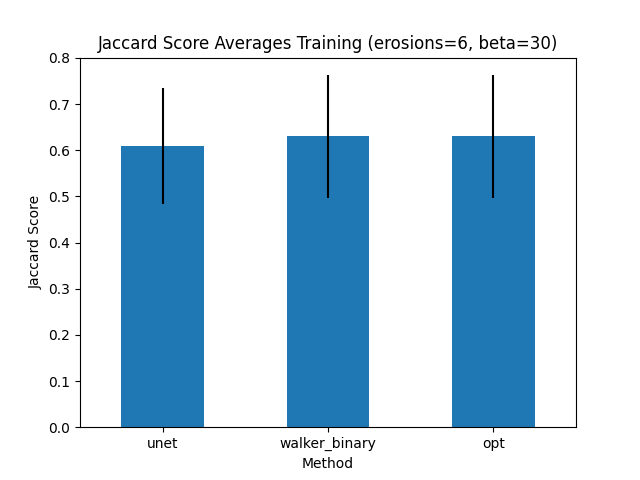 Jaccard Score Averages Training (erosions=6, beta=30)
0.8
0.7
0.6
0.5
0.4
0.3
0.2
0.1
0.0
Jaccard Score
unet walker_binary opt
Method